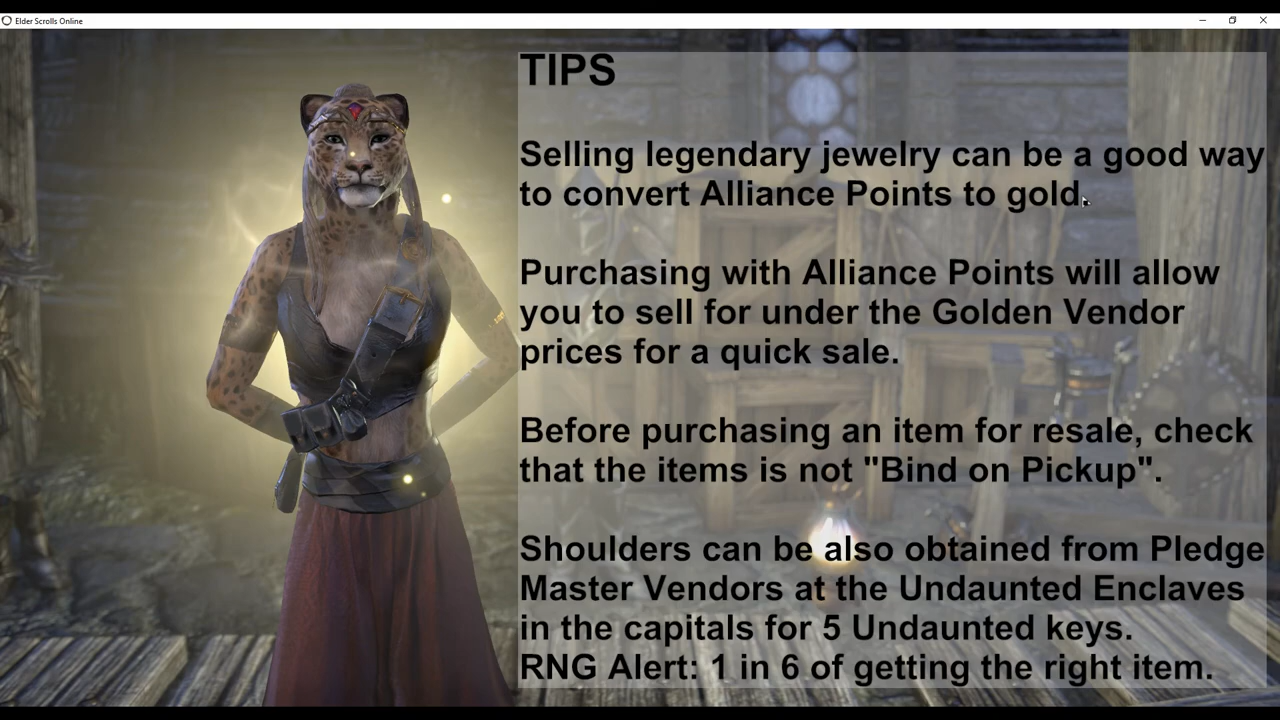 Elder Scrolls Online
TIPS
Selling legendary jewelry can be a good way
to convert Alliance Points to gold.
Purchasing with Alliance Points will allow
you to sell for under the Golden Vendor
prices for a quick sale.
Before purchasing an item for resale, check
that the items is not "Bind on Pickup".
Shoulders can be also obtained from Pledge
Master Vendors at the Undaunted Enclaves
in the capitals for 5 Undaunted keys.
RNG Alert: 1 in 6 of getting the right item.